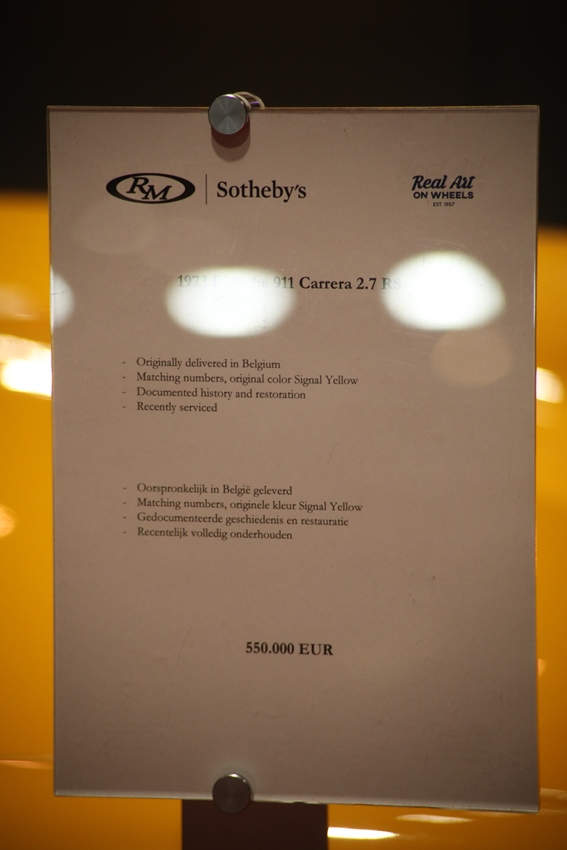 RM Sotheby's
Real Art
ON WHEELS
EST 1957
911 Carrera 2.7 RS
- Originally delivered in Belgium
- Matching numbers, original color Signal Yellow
- Documented history and restoration
- Recently serviced
- Oorspronkelijk in België geleverd
- Matching numbers, originele kleur Signal Yellow
- Gedocumenteerde geschiedenis en restauratie
- Recentelijk volledig onderhouden
550.000 EUR